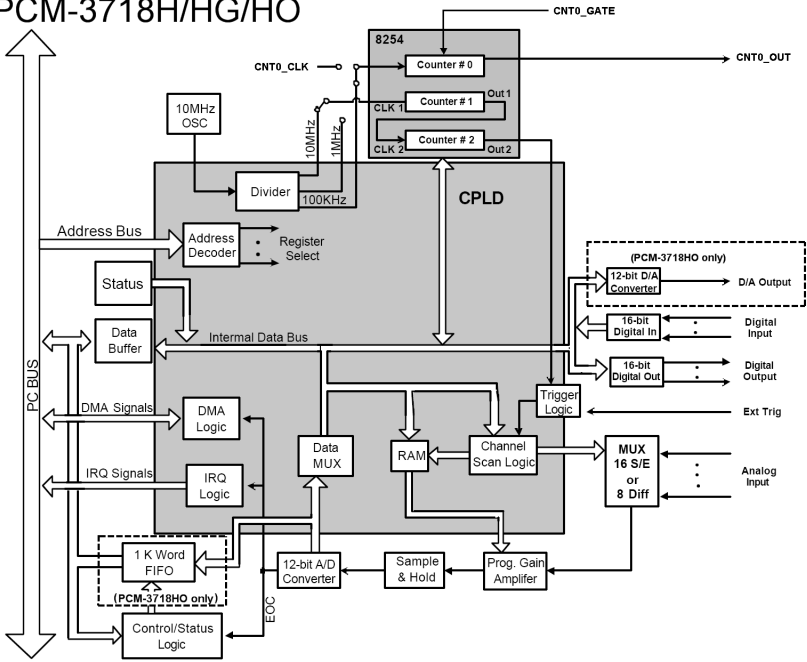 PCM-3718H/HG/HO
CNT0_GATE
8254
CNT0_CLK
Counter # 0
CNT0_OUT
Out1
CLK 1
Counter # 1
10MHz
OSC
10MHz
1MHz
Counter # 2
CLK 2
Out2
Divider
100KHz
CPLD
Address Bus
Address
Decoder
Register
Select
(PCM-3718HO only)
12-bit D/A
Converter
D/A Output
Status
16-bit
Digital In
Digital
Input
Data
Buffer
Internal Data Bus
16-bit
Digital Out
Digital
Output
PC BUS
DMA Signals
DMA
Logic
Trigger
Logic
Ext Trig
Data
MUX
RAM
Channel
Scan Logic
MUX
16 S/E
or
8 Diff
Analog
Input
IRQ Signals
IRQ
Logic
1 K Word
FIFO
(PCM-3718HO only)
12-bit A/D
Converter
Sample
& Hold
Prog. Gain
Amplifer
EOC
Control/Status
Logic